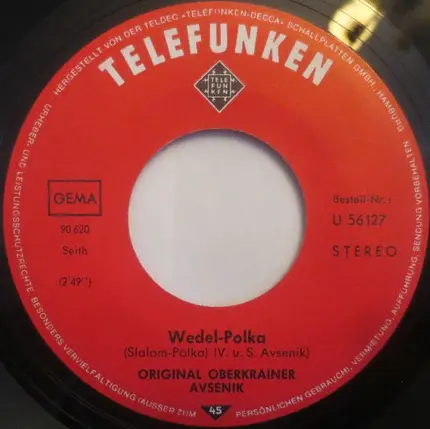 HERGESTELLT VON DER TELDEC »TELEFUNKEN-DECCA« SCHALLPLATTEN GMBH, HAMBURG
TELEFUNKEN
TELE
FUN
KEN
GEMA
90 620
Seith
(2'49'')
Bestell-Nr.:
U 56127
STEREO
Wedel-Polka
(Slalom-Polka) (V. u. S. Avsenik)
ORIGINAL OBERKRAINER
AVSENIK
45
URHEBER- UND LEISTUNGSSCHUTZRECHTE BESONDERS VERVIELFÄLTIGUNG (AUSSER ZUM PERSÖNLICHEN GEBRAUCH), VERMIETUNG, AUFFÜHRUNG, SENDUNG VORBEHALTEN